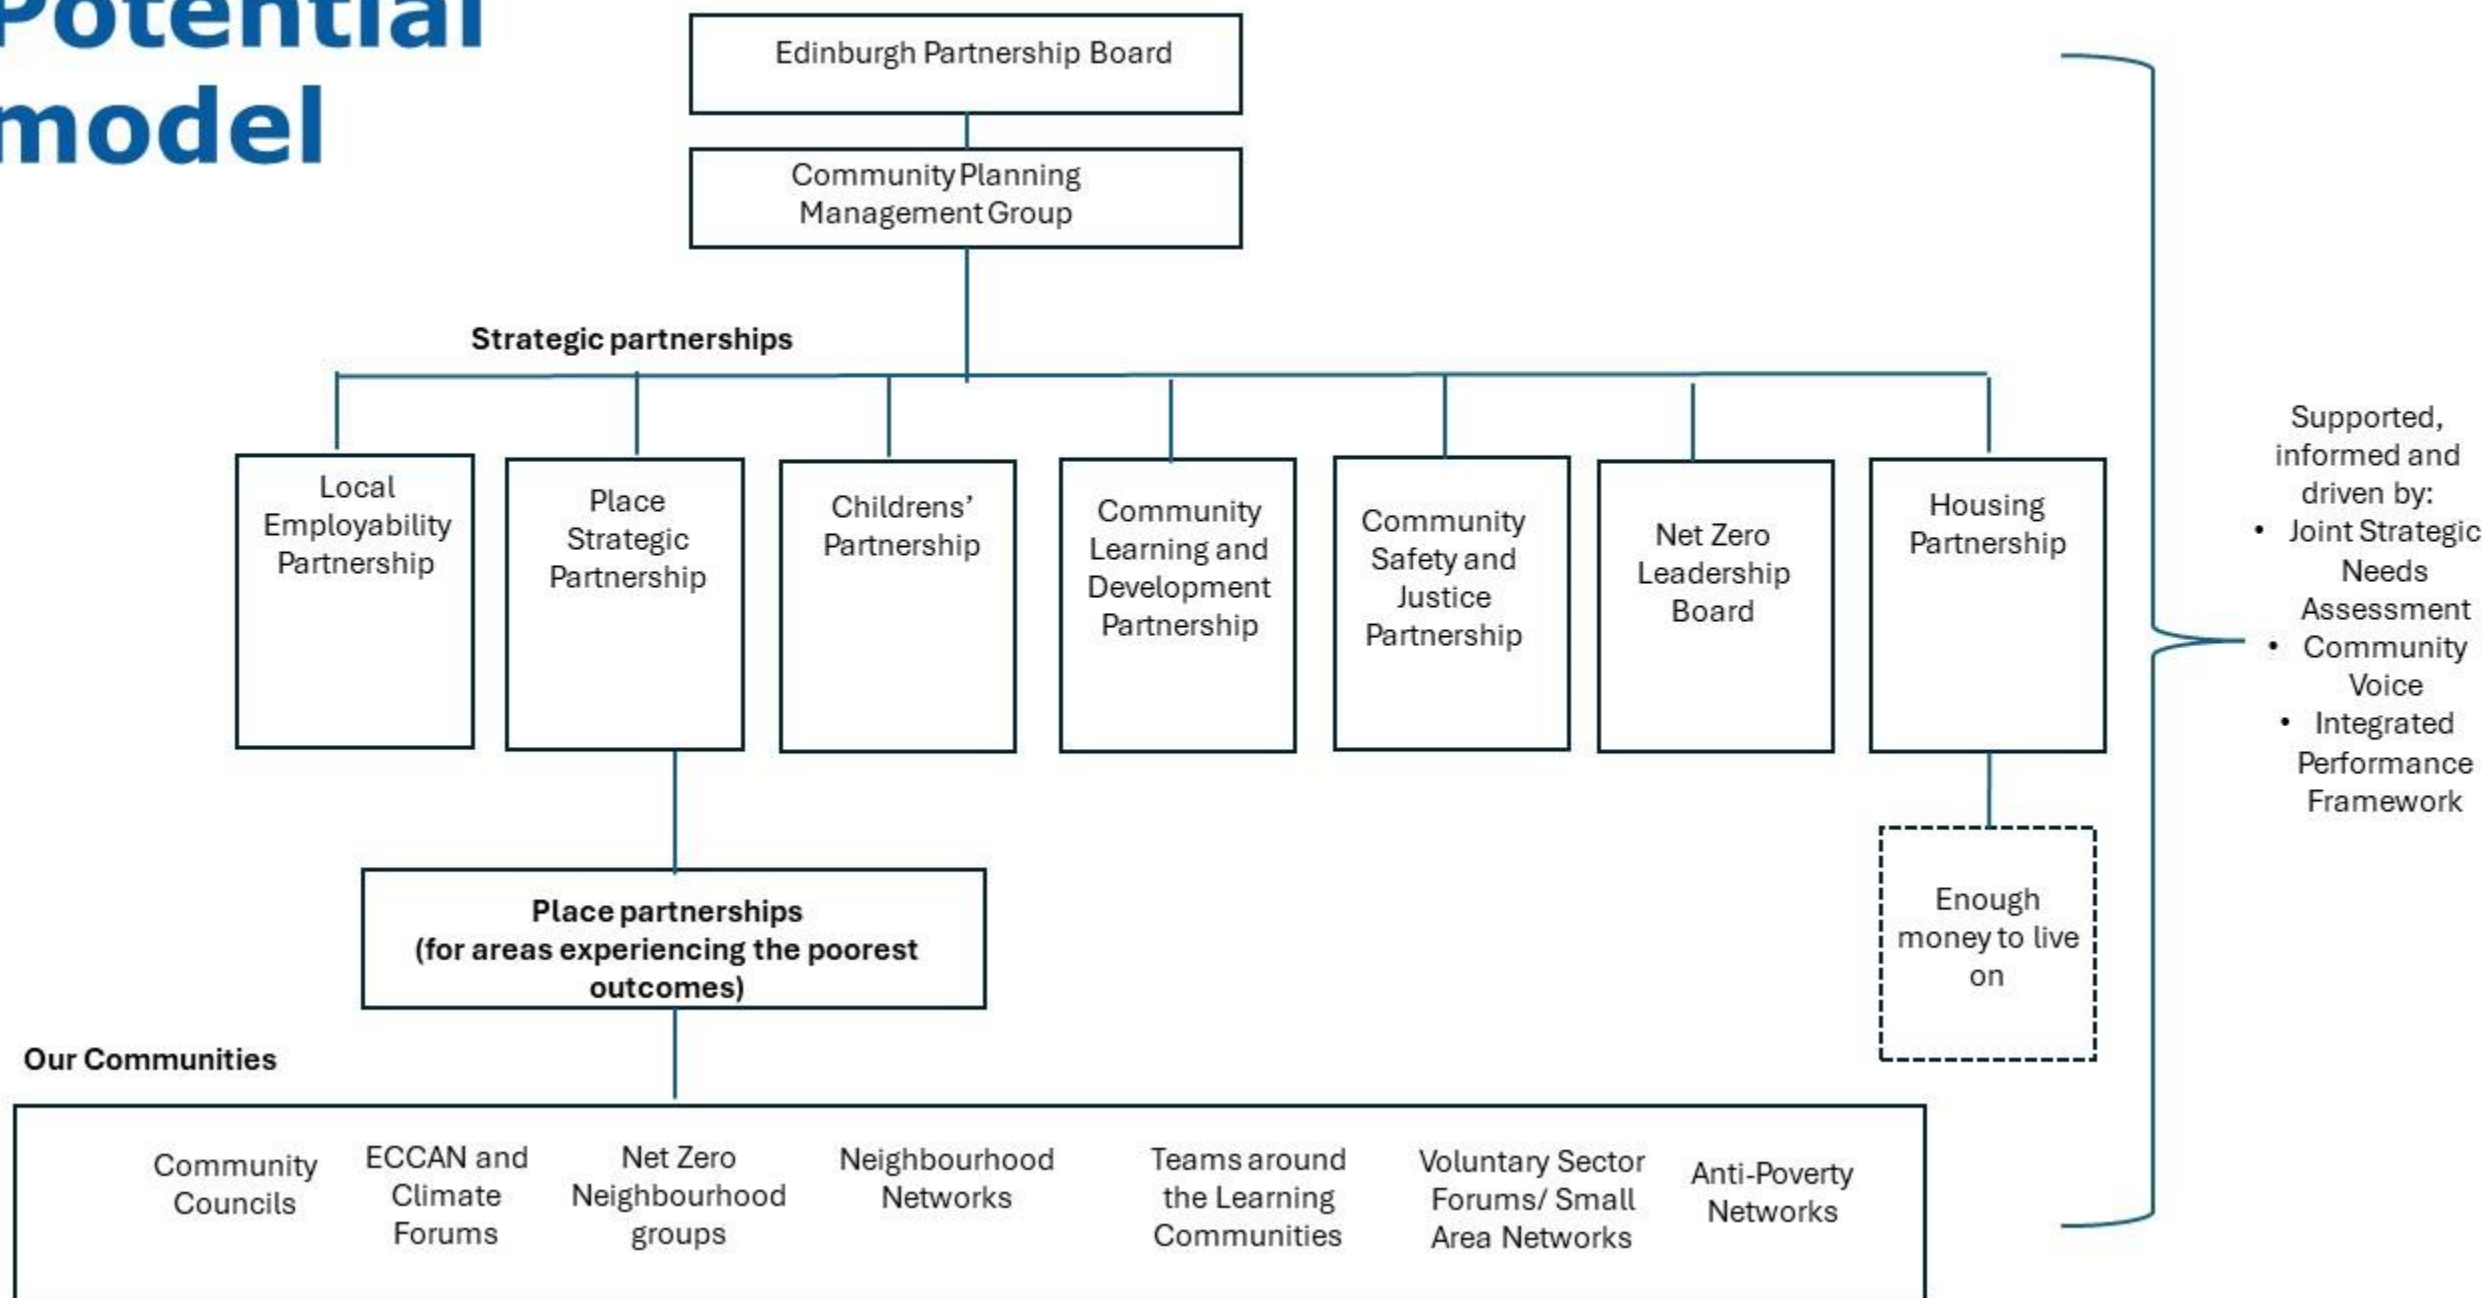 Potential
model
Edinburgh Partnership Board
Community Planning
Management Group
Strategic partnerships
Local
Employability
Partnership
Place
Strategic
Partnership
Childrens’
Partnership
Community
Learning and
Development
Partnership
Community
Safety and
Justice
Partnership
Net Zero
Leadership
Board
Housing
Partnership
Supported,
informed and
driven by:
• Joint Strategic
Needs
Assessment
• Community
Voice
• Integrated
Performance
Framework
Place partnerships
(for areas experiencing the poorest
outcomes)
Enough
money to live
on
Our Communities
Community
Councils
ECCAN and
Climate
Forums
Net Zero
Neighbourhood
groups
Neighbourhood
Networks
Teams around
the Learning
Communities
Voluntary Sector
Forums/ Small
Area Networks
Anti-Poverty
Networks